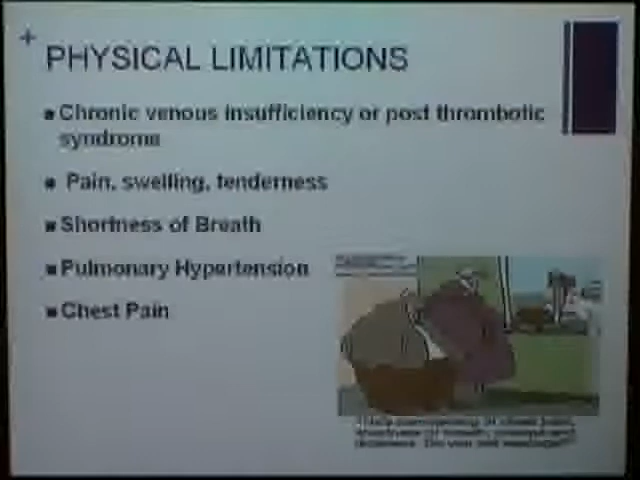 +
PHYSICAL LIMITATIONS
■ Chronic venous insufficiency or post thrombotic
syndrome
■ Pain, swelling, tenderness
■ Shortness of Breath
■ Pulmonary Hypertension
■ Chest Pain